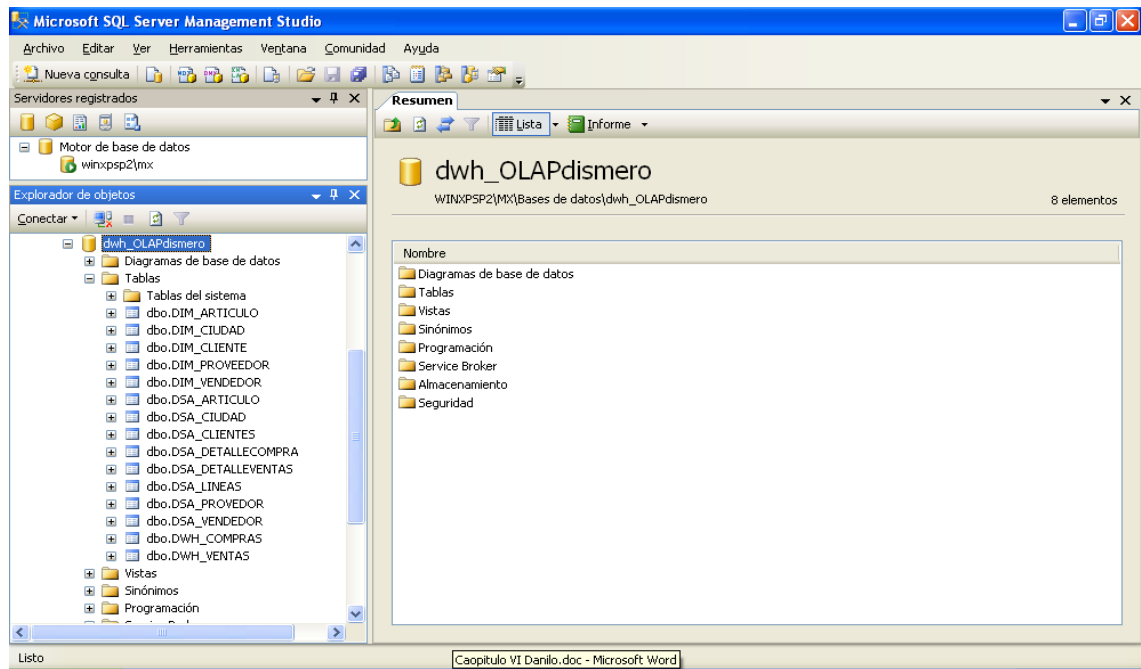 Microsoft SQL Server Management Studio
Archivo Editar Ver Herramientas Ventana Comunidad Ayuda
Nueva consulta
Servidores registrados
Motor de base de datos
winxpsp2\mx
Explorador de objetos
Conectar
dwh_OLAPdismero
Diagramas de base de datos
Tablas
Tablas del sistema
dbo.DIM_ARTICULO
dbo.DIM_CIUDAD
dbo.DIM_CLIENTE
dbo.DIM_PROVEEDOR
dbo.DIM_VENDEDOR
dbo.DSA_ARTICULO
dbo.DSA_CIUDAD
dbo.DSA_CLIENTES
dbo.DSA_DETALLECOMPRA
dbo.DSA_DETALLEVENTAS
dbo.DSA_LINEAS
dbo.DSA_PROVEDOR
dbo.DSA_VENDEDOR
dbo.DWH_COMPRAS
dbo.DWH_VENTAS
Vistas
Sinónimos
Programación
Resumen
Lista Informe
dwh_OLAPdismero
WINXPSP2\MX\Bases de datos\dwh_OLAPdismero
8 elementos
Nombre
Diagramas de base de datos
Tablas
Vistas
Sinónimos
Programación
Service Broker
Almacenamiento
Seguridad
Listo
Caopitulo VI Danilo.doc - Microsoft Word